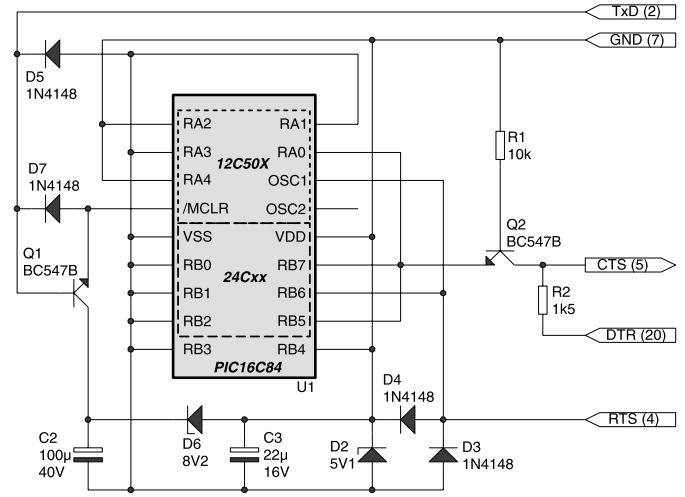 TxD (2)
GND (7)
D5
1N4148
R1
10k
RA2
RA1
RA3
RA0
12C50X
RA4
OSC1
D7
1N4148
/MCLR
OSC2
Q1
BC547B
VSS
VDD
Q2
BC547B
RB0
RB7
CTS (5)
24Cxx
RB1
RB6
R2
1k5
RB2
RB5
DTR (20)
RB3
RB4
PIC16C84
U1
D4
1N4148
RTS (4)
C2
100µ
40V
D6
8V2
C3
22µ
16V
D2
5V1
D3
1N4148